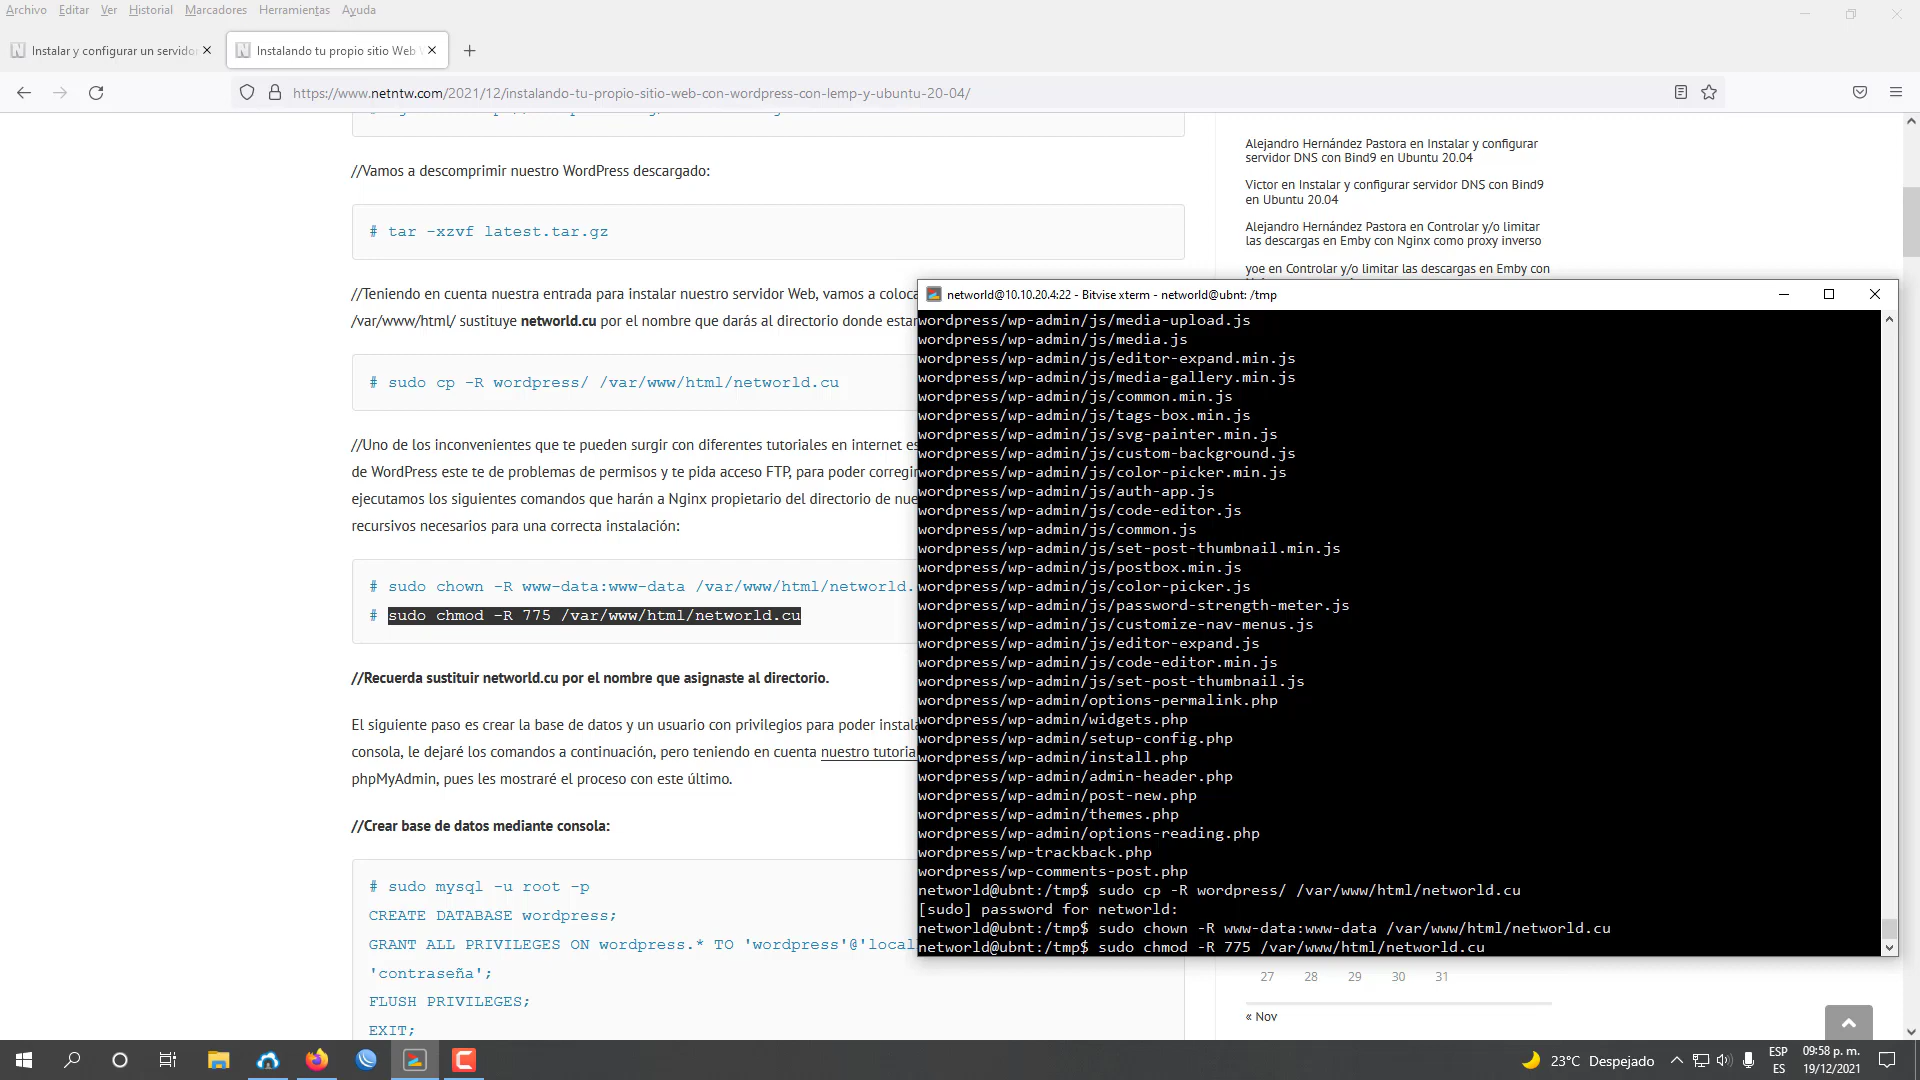 Archivo Editar Ver Historial Marcadores Herramientas Ayuda
Instalar y configurar un servido
Instalando tu propio sitio Web
https://www.netntw.com/2021/12/instalando-tu-propio-sitio-web-con-wordpress-con-lemp-y-ubuntu-20-04/
//Vamos a descomprimir nuestro WordPress descargado:
# tar -xzvf latest.tar.gz
//Teniendo en cuenta nuestra entrada para instalar nuestro servidor Web, vamos a coloca
/var/www/html/ sustituye networld.cu por el nombre que darás al directorio donde estar
# sudo cp -R wordpress/ /var/www/html/networld.cu
//Uno de los inconvenientes que te pueden surgir con diferentes tutoriales en internet es
de WordPress este te de problemas de permisos y te pida acceso FTP, para poder corregir
ejecutamos los siguientes comandos que harán a Nginx propietario del directorio de nue
recursivos necesarios para una correcta instalación:
# sudo chown -R www-data:www-data /var/www/html/networld.
# sudo chmod -R 775 /var/www/html/networld.cu
//Recuerda sustituir networld.cu por el nombre que asignaste al directorio.
El siguiente paso es crear la base de datos y un usuario con privilegios para poder instala
consola, le dejaré los comandos a continuación, pero teniendo en cuenta nuestro tutoria
phpMyAdmin, pues les mostraré el proceso con este último.
//Crear base de datos mediante consola:
# sudo mysql -u root -p
CREATE DATABASE wordpress;
GRANT ALL PRIVILEGES ON wordpress.* TO 'wordpress'@'local
'contraseña';
FLUSH PRIVILEGES;
EXIT;
Alejandro Hernández Pastora en Instalar y configurar
servidor DNS con Bind9 en Ubuntu 20.04
Victor en Instalar y configurar servidor DNS con Bind9
en Ubuntu 20.04
Alejandro Hernández Pastora en Controlar y/o limitar
las descargas en Emby con Nginx como proxy inverso
yoe en Controlar y/o limitar las descargas en Emby con
networld@10.10.20.4:22 - Bitvise xterm - networld@ubnt: /tmp
wordpress/wp-admin/js/media-upload.js
wordpress/wp-admin/js/media.js
wordpress/wp-admin/js/editor-expand.min.js
wordpress/wp-admin/js/media-gallery.min.js
wordpress/wp-admin/js/common.min.js
wordpress/wp-admin/js/tags-box.min.js
wordpress/wp-admin/js/svg-painter.min.js
wordpress/wp-admin/js/custom-background.js
wordpress/wp-admin/js/color-picker.min.js
wordpress/wp-admin/js/auth-app.js
wordpress/wp-admin/js/code-editor.js
wordpress/wp-admin/js/common.js
wordpress/wp-admin/js/set-post-thumbnail.min.js
wordpress/wp-admin/js/postbox.min.js
wordpress/wp-admin/js/color-picker.js
wordpress/wp-admin/js/password-strength-meter.js
wordpress/wp-admin/js/customize-nav-menus.js
wordpress/wp-admin/js/editor-expand.js
wordpress/wp-admin/js/code-editor.min.js
wordpress/wp-admin/js/set-post-thumbnail.js
wordpress/wp-admin/options-permalink.php
wordpress/wp-admin/widgets.php
wordpress/wp-admin/setup-config.php
wordpress/wp-admin/install.php
wordpress/wp-admin/admin-header.php
wordpress/wp-admin/post-new.php
wordpress/wp-admin/themes.php
wordpress/wp-admin/options-reading.php
wordpress/wp-trackback.php
wordpress/wp-comments-post.php
networld@ubnt:/tmp$ sudo cp -R wordpress/ /var/www/html/networld.cu
[sudo] password for networld:
networld@ubnt:/tmp$ sudo chown -R www-data:www-data /var/www/html/networld.cu
networld@ubnt:/tmp$ sudo chmod -R 775 /var/www/html/networld.cu
27 28 29 30 31
« Nov
23°C Despejado
ESP
ES
09:58 p. m.
19/12/2021